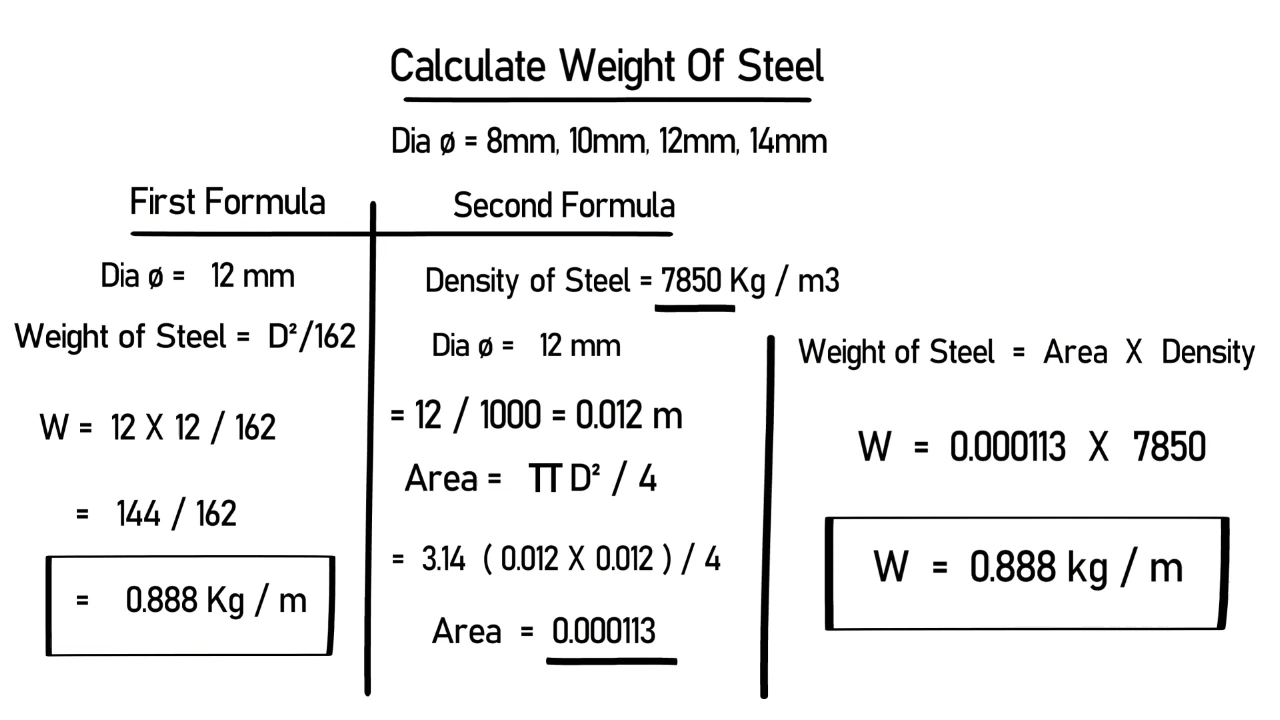 Calculate Weight Of Steel
Dia ø = 8mm, 10mm, 12mm, 14mm
First Formula
Dia ø = 12 mm
Weight of Steel = D²/162
W = 12 X 12 / 162
= 144 / 162
= 0.888 Kg / m
Second Formula
Density of Steel = 7850 Kg / m3
Dia ø = 12 mm
= 12 / 1000 = 0.012 m
Area = π D² / 4
= 3.14 ( 0.012 X 0.012 ) / 4
Area = 0.000113
Weight of Steel = Area X Density
W = 0.000113 X 7850
W = 0.888 kg / m